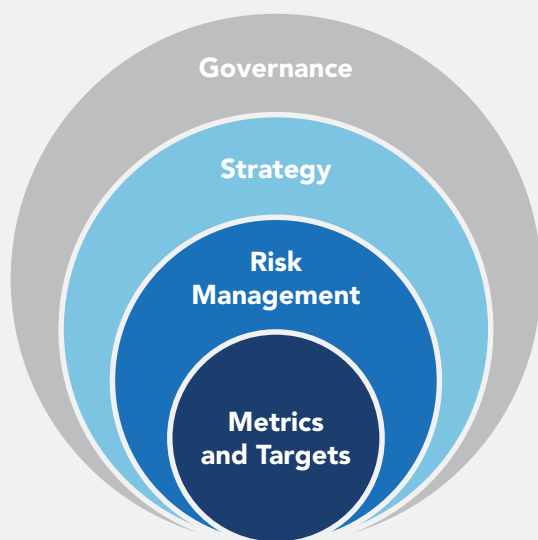 Governance
Strategy
Risk
Management
Metrics
and Targets